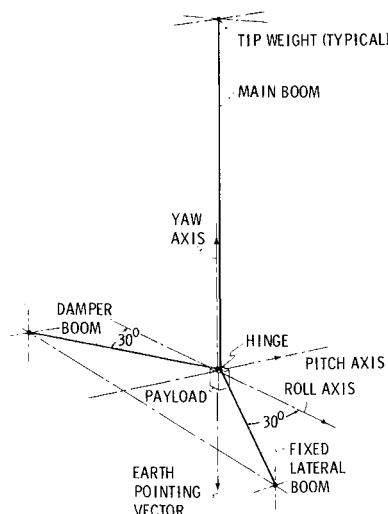 TIP WEIGHT (TYPICAL)
MAIN BOOM
YAW
AXIS
DAMPER
BOOM
30°
HINGE
PITCH AXIS
PAYLOAD
ROLL AXIS
30°
FIXED
LATERAL
BOOM
EARTH
POINTING
VECTOR